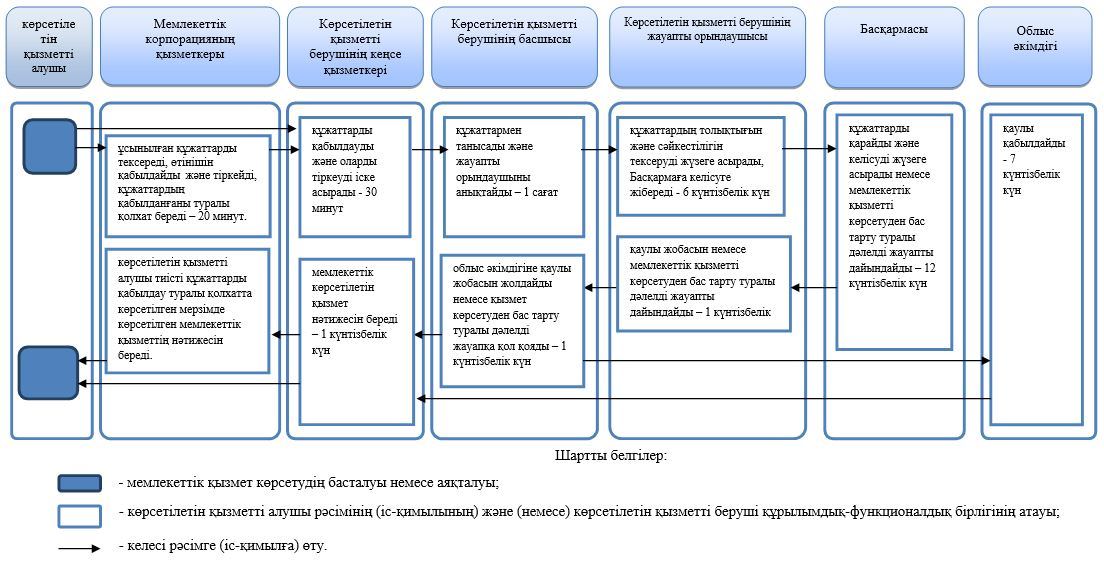 көрсетіле
тін
қызметті
алушы
Мемлекеттік
корпорацияның
қызметкеры
Көрсетілетін
қызметті
берушінің кеңсе
қызметкері
Көрсетілетін қызметті
берушінің басшысы
Көрсетілетін қызметті берушінің
жауапты орындаушысы
Басқармасы
Облыс
әкімдігі
ұсынылған құжаттарды
тексереді, өтінішін
қабылдайды және тіркейді,
құжаттардың
қабылданғаны туралы
қолхат береді – 20 минут.
құжаттарды
қабылдауды
және оларды
тіркеуді іске
асырады - 30
минут
құжаттармен
танысады және
жауапты
орындаушыны
анықтайды – 1 сағат
құжаттардың толықтығын
және сәйкестілігін
тексеруді жүзеге асырады,
Басқармаға келісуге
жібереді - 6 күнтізбелік күн
құжаттарды
қарайды және
келісуді жүзеге
асырады немесе
мемлекеттік
қызметті
көрсетуден бас
тарту туралы
дәлелді жауапты
дайындайды – 12
күнтізбелік күн
қаулы
қабылдайды
- 7
күнтізбелік
күн
көрсетілетін қызметті
алушы тиісті құжаттарды
қабылдау туралы қолхатта
көрсетілген мерзімде
көрсетілген мемлекеттік
қызметтің нәтижесін
береді.
мемлекеттік
көрсетілетін
қызмет
нәтижесін береді
– 1 күнтізбелік
күн
облыс әкімдігіне қаулы
жобасын жолдайды
немесе қызмет
көрсетуден бас тарту
туралы дәлелді
жауапқа қол қояды – 1
күнтізбелік күн
қаулы жобасын немесе
мемлекеттік қызметті
көрсетуден бас тарту туралы
дәлелді жауапты
дайындайды – 1 күнтізбелік
Шартты белгілер:
- мемлекеттік қызмет көрсетудің басталуы немесе аяқталуы;
- көрсетілетін қызметті алушы рәсімінің (іс-қимылының) және (немесе) көрсетілетін қызметті беруші құрылымдық-функционалдық бірлігінің атауы;
- келесі рәсімге (іс-қимылға) өту.